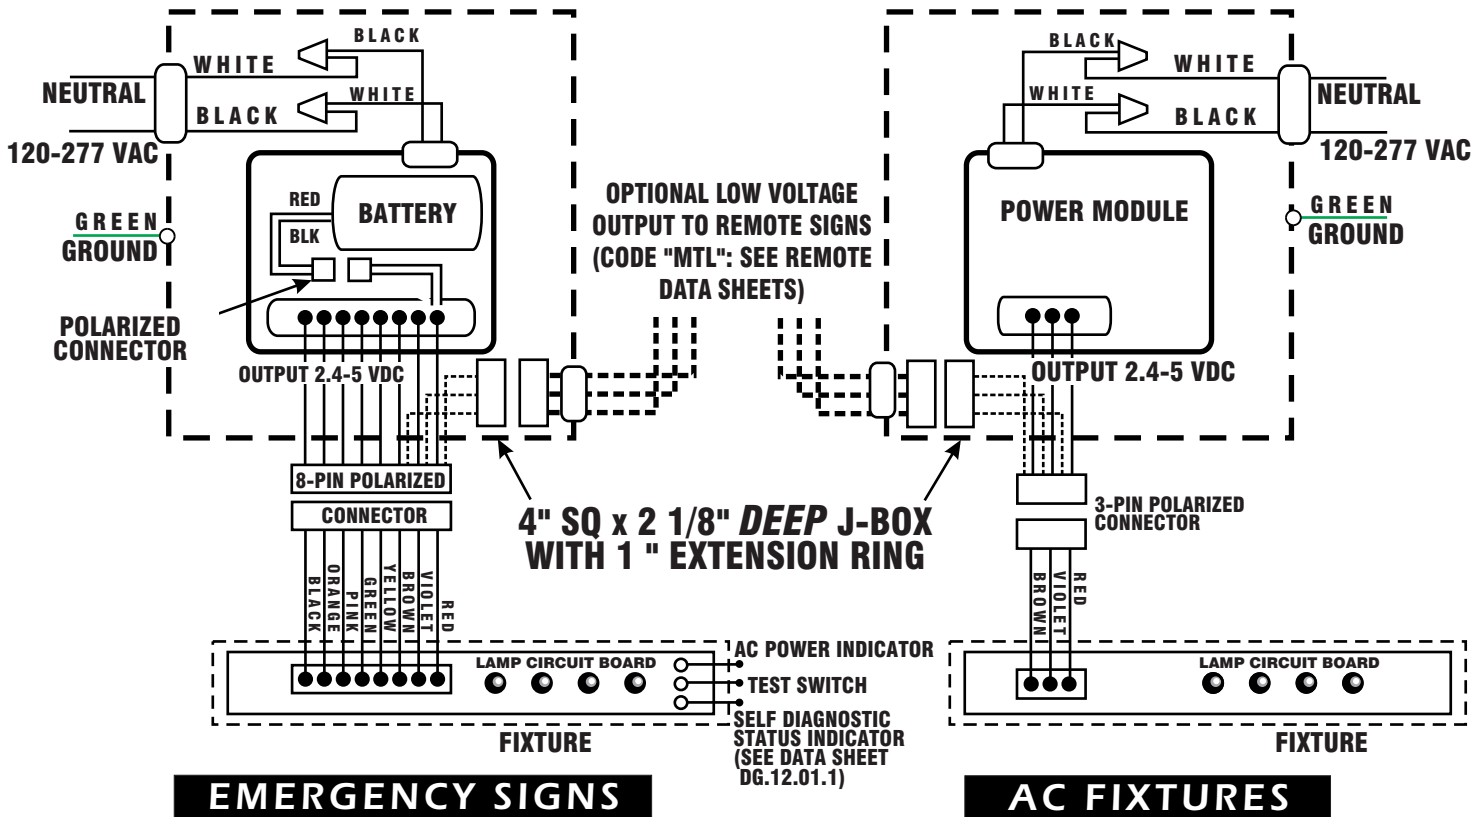 BLACK
WHITE
NEUTRAL
WHITE
BLACK
120-277 VAC
GREEN
GROUND
RED
BLK
BATTERY
POLARIZED
CONNECTOR
OUTPUT 2.4-5 VDC
8-PIN POLARIZED
CONNECTOR
BLACK
ORANGE
PINK
GREEN
YELLOW
BROWN
VIOLET
RED
LAMP CIRCUIT BOARD
AC POWER INDICATOR
TEST SWITCH
SELF DIAGNOSTIC
STATUS INDICATOR
(SEE DATA SHEET
DG.12.01.1)
FIXTURE
EMERGENCY SIGNS
OPTIONAL LOW VOLTAGE
OUTPUT TO REMOTE SIGNS
(CODE "MTL": SEE REMOTE
DATA SHEETS)
4" SQ x 2 1/8" DEEP J-BOX
WITH 1 " EXTENSION RING
BLACK
WHITE
NEUTRAL
WHITE
BLACK
120-277 VAC
GREEN
GROUND
POWER MODULE
OUTPUT 2.4-5 VDC
3-PIN POLARIZED
CONNECTOR
BROWN
VIOLET
RED
LAMP CIRCUIT BOARD
FIXTURE
AC FIXTURES